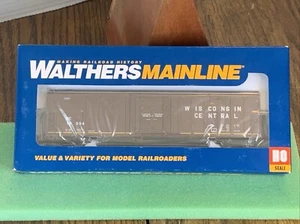 MAKING RAILROAD HISTORY
WALTHERSMAINLINE
WISCONSIN
CENTRAL
VALUE & VARIETY FOR MODEL RAILROADERS
HO
SCALE